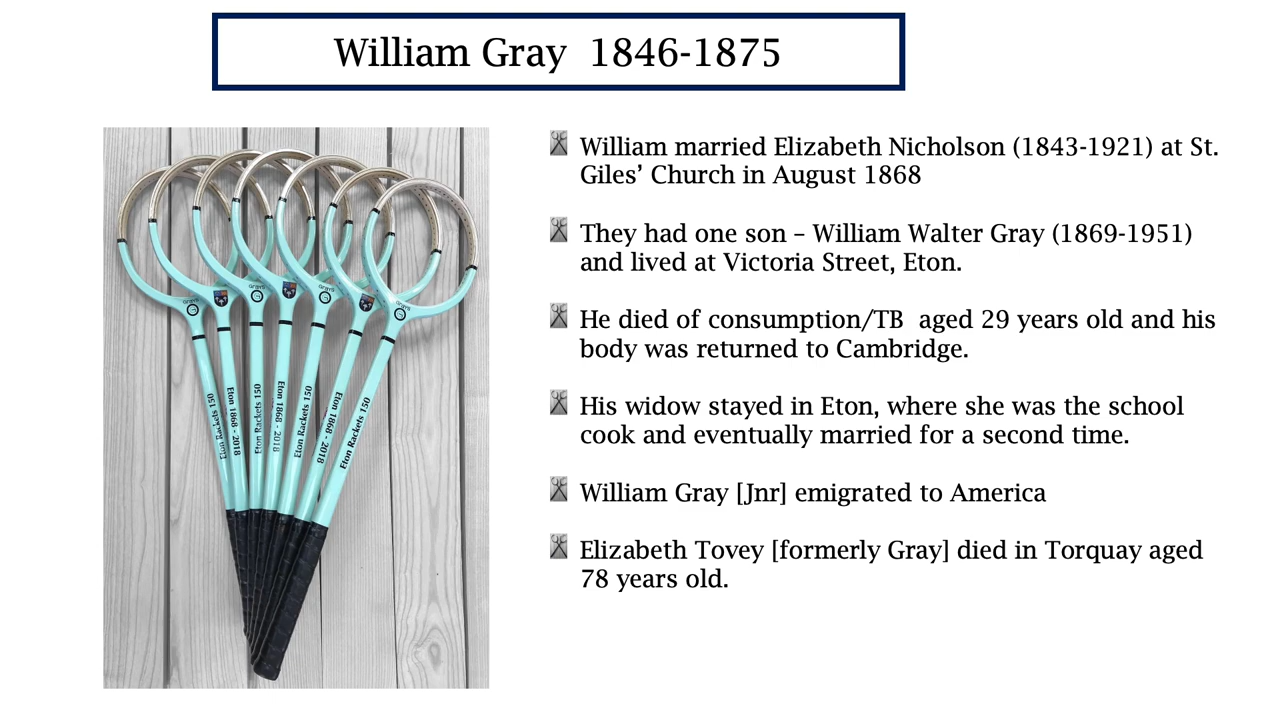 William Gray  1846-1875
William married Elizabeth Nicholson (1843-1921) at St.
Giles’ Church in August 1868
They had one son – William Walter Gray (1869-1951)
and lived at Victoria Street, Eton.
He died of consumption/TB  aged 29 years old and his
body was returned to Cambridge.
His widow stayed in Eton, where she was the school
cook and eventually married for a second time.
William Gray [Jnr] emigrated to America
Elizabeth Tovey [formerly Gray] died in Torquay aged
78 years old.
GRAYS
GRAYS
GRAYS
GRAYS
Eton Rackets 150
Eton 1868 - 2018
Eton Rackets 150
Eton 1868 - 2018
Eton Rackets 150
Eton 1868 - 2018
Eton Rackets 150